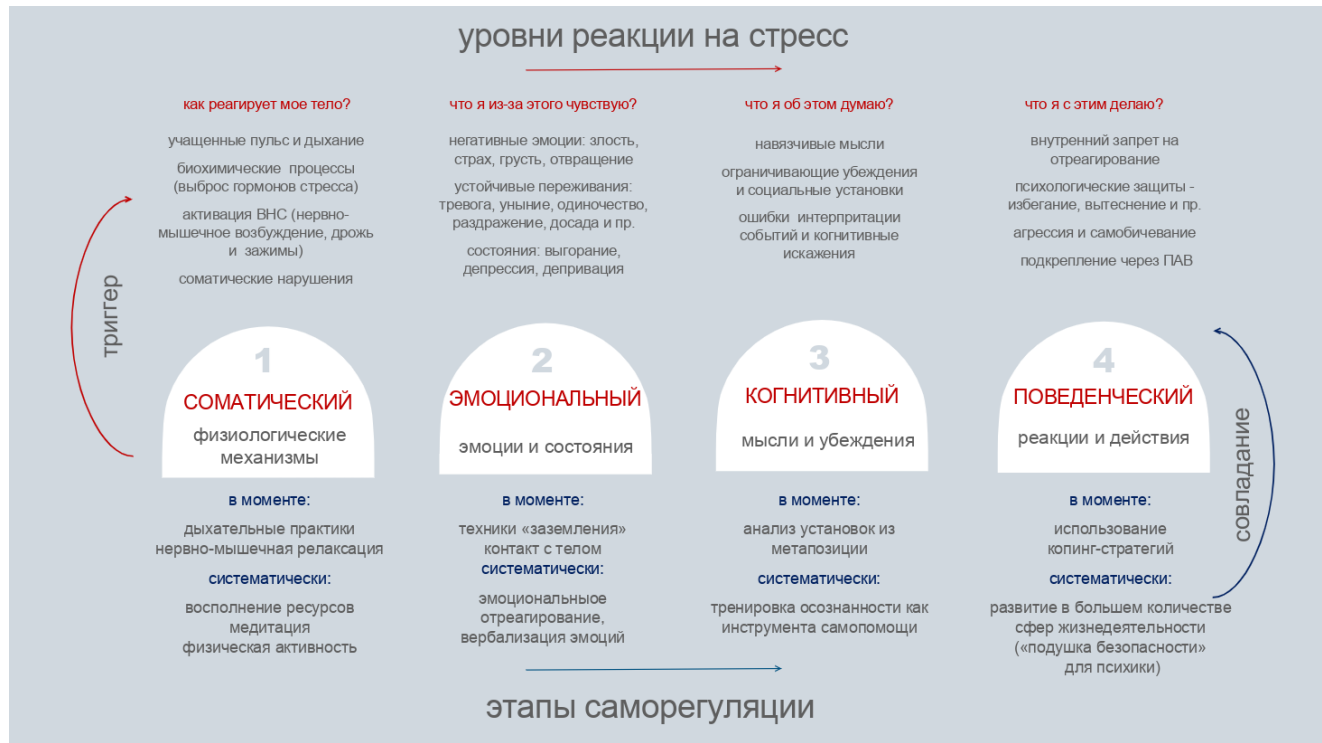 уровни реакции на стресс
как реагирует мое тело?
учащенные пульс и дыхание
биохимические процессы
(выброс гормонов стресса)
активация ВНС (нервно-
мышечное возбуждение, дрожь
и зажимы)
соматические нарушения
что я из-за этого чувствую?
негативные эмоции: злость,
страх, грусть, отвращение
устойчивые переживания:
тревога, уныние, одиночество,
раздражение, досада и пр.
состояния: выгорание,
депрессия, депривация
что я об этом думаю?
навязчивые мысли
ограничивающие убеждения
и социальные установки
ошибки интерпритации
событий и когнитивные
искажения
что я с этим делаю?
внутренний запрет на
отреагирование
психологические защиты -
избегание, вытеснение и пр.
агрессия и самобичевание
подкрепление через ПАВ
триггер
1
СОМАТИЧЕСКИЙ
физиологические
механизмы
2
ЭМОЦИОНАЛЬНЫЙ
эмоции и состояния
3
КОГНИТИВНЫЙ
мысли и убеждения
4
ПОВЕДЕНЧЕСКИЙ
реакции и действия
совладание
в моменте:
дыхательные практики
нервно-мышечная релаксация
систематически:
восполнение ресурсов
медитация
физическая активность
в моменте:
техники «заземления»
контакт с телом
систематически:
эмоциональныое
отреагирование,
вербализация эмоций
в моменте:
анализ установок из
метапозиции
систематически:
тренировка осознанности как
инструмента самопомощи
в моменте:
использование
копинг-стратегий
систематически:
развитие в большем количестве
сфер жизнедеятельности
(«подушка безопасности»
для психики)
этапы саморегуляции